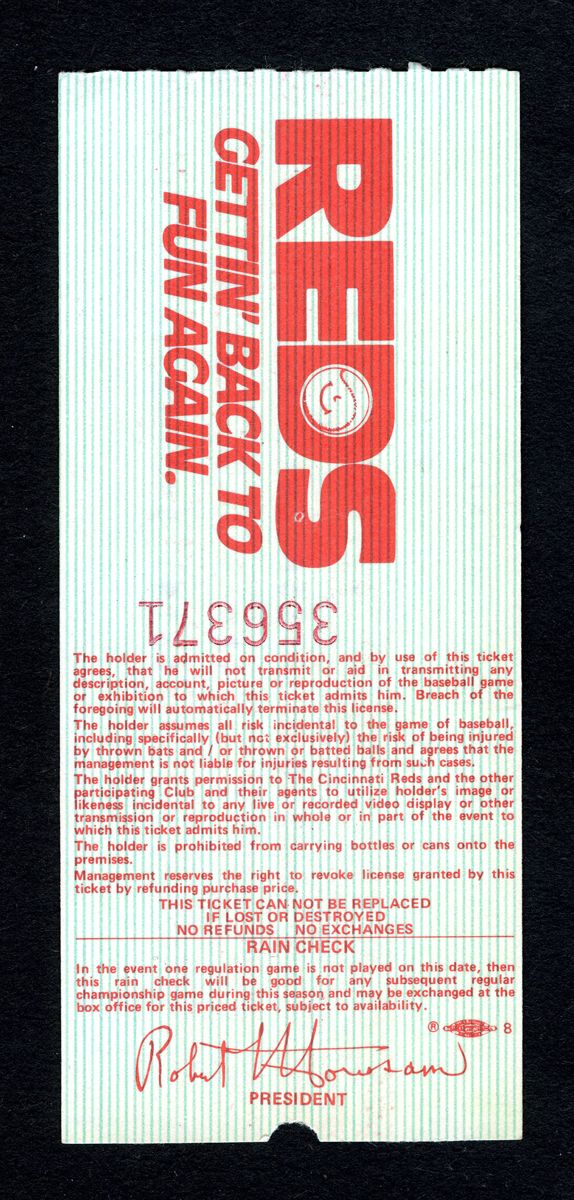 REDS
GETTIN' BACK TO
FUN AGAIN.
356371
The holder is admitted on condition, and by use of this ticket
agrees, that he will not transmit or aid in transmitting any
description, account, picture or reproduction of the baseball game
or exhibition to which this ticket admits him. Breach of the
foregoing will automatically terminate this license.
The holder assumes all risk incidental to the game of baseball,
including specifically (but not exclusively) the risk of being injured
by thrown bats and / or thrown or batted balls and agrees that the
management is not liable for injuries resulting from such cases.
The holder grants permission to The Cincinnati Reds and the other
participating Club and their agents to utilize holder's image or
likeness incidental to any live or recorded video display or other
transmission or reproduction in whole or in part of the event to
which this ticket admits him.
The holder is prohibited from carrying bottles or cans onto the
premises.
Management reserves the right to revoke license granted by this
ticket by refunding purchase price.
THIS TICKET CAN NOT BE REPLACED
IF LOST OR DESTROYED
NO REFUNDS NO EXCHANGES
RAIN CHECK
In the event one regulation game is not played on this date, then
this rain check will be good for any subsequent regular
championship game during this season and may be exchanged at the
box office for this priced ticket, subject to availability.
® 8
Robert L Howsam
PRESIDENT